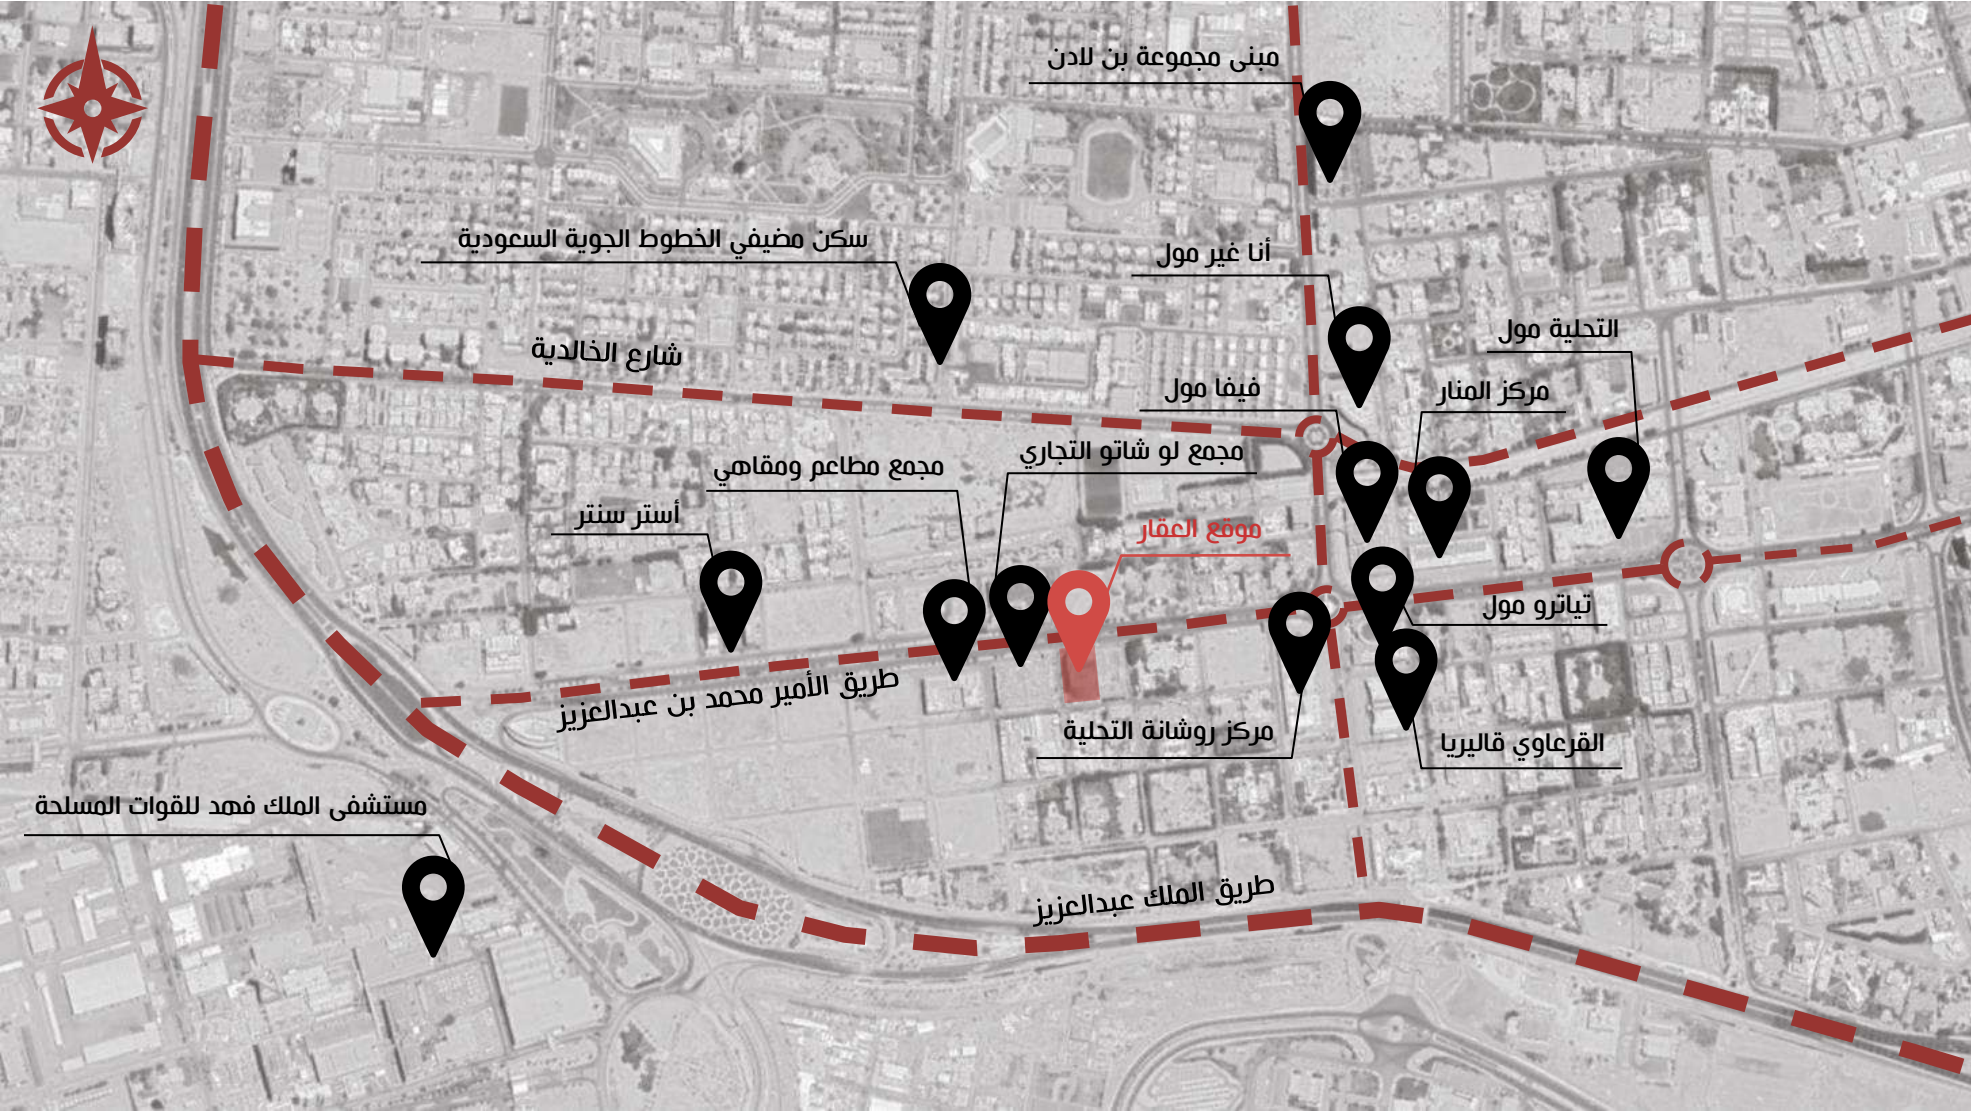 مبنى مجموعة بن لادن
سكن مضيفي الخطوط الجوية السعودية
أنا غير مول
التحلية مول
شارع الخالدية
فيفا مول
مركز المنار
مجمع لو شاتو التجاري
مجمع مطاعم ومقاهي
أستر سنتر
موقع العقار
تياترو مول
طريق الأمير محمد بن عبدالعزيز
مركز روشانة التحلية
القرعاوي قاليريا
مستشفى الملك فهد للقوات المسلحة
طريق الملك عبدالعزيز